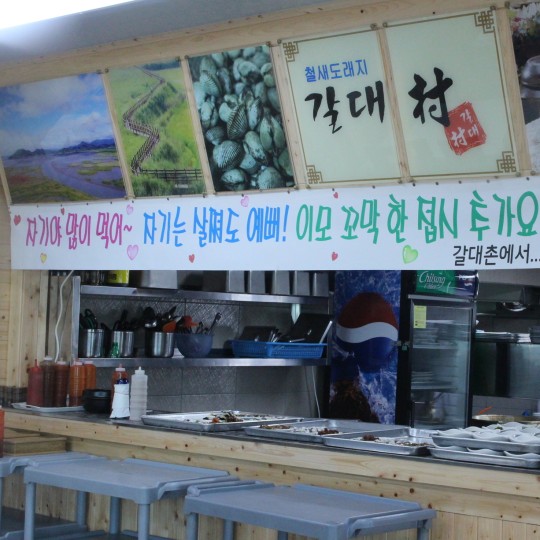 철새도래지
갈대 村
갈대
村
자기야 많이 먹어~ 자기는 살쪄도 예뻐! 이모 꼬막 한 접시 추가요
갈대촌에서...
Chilsung